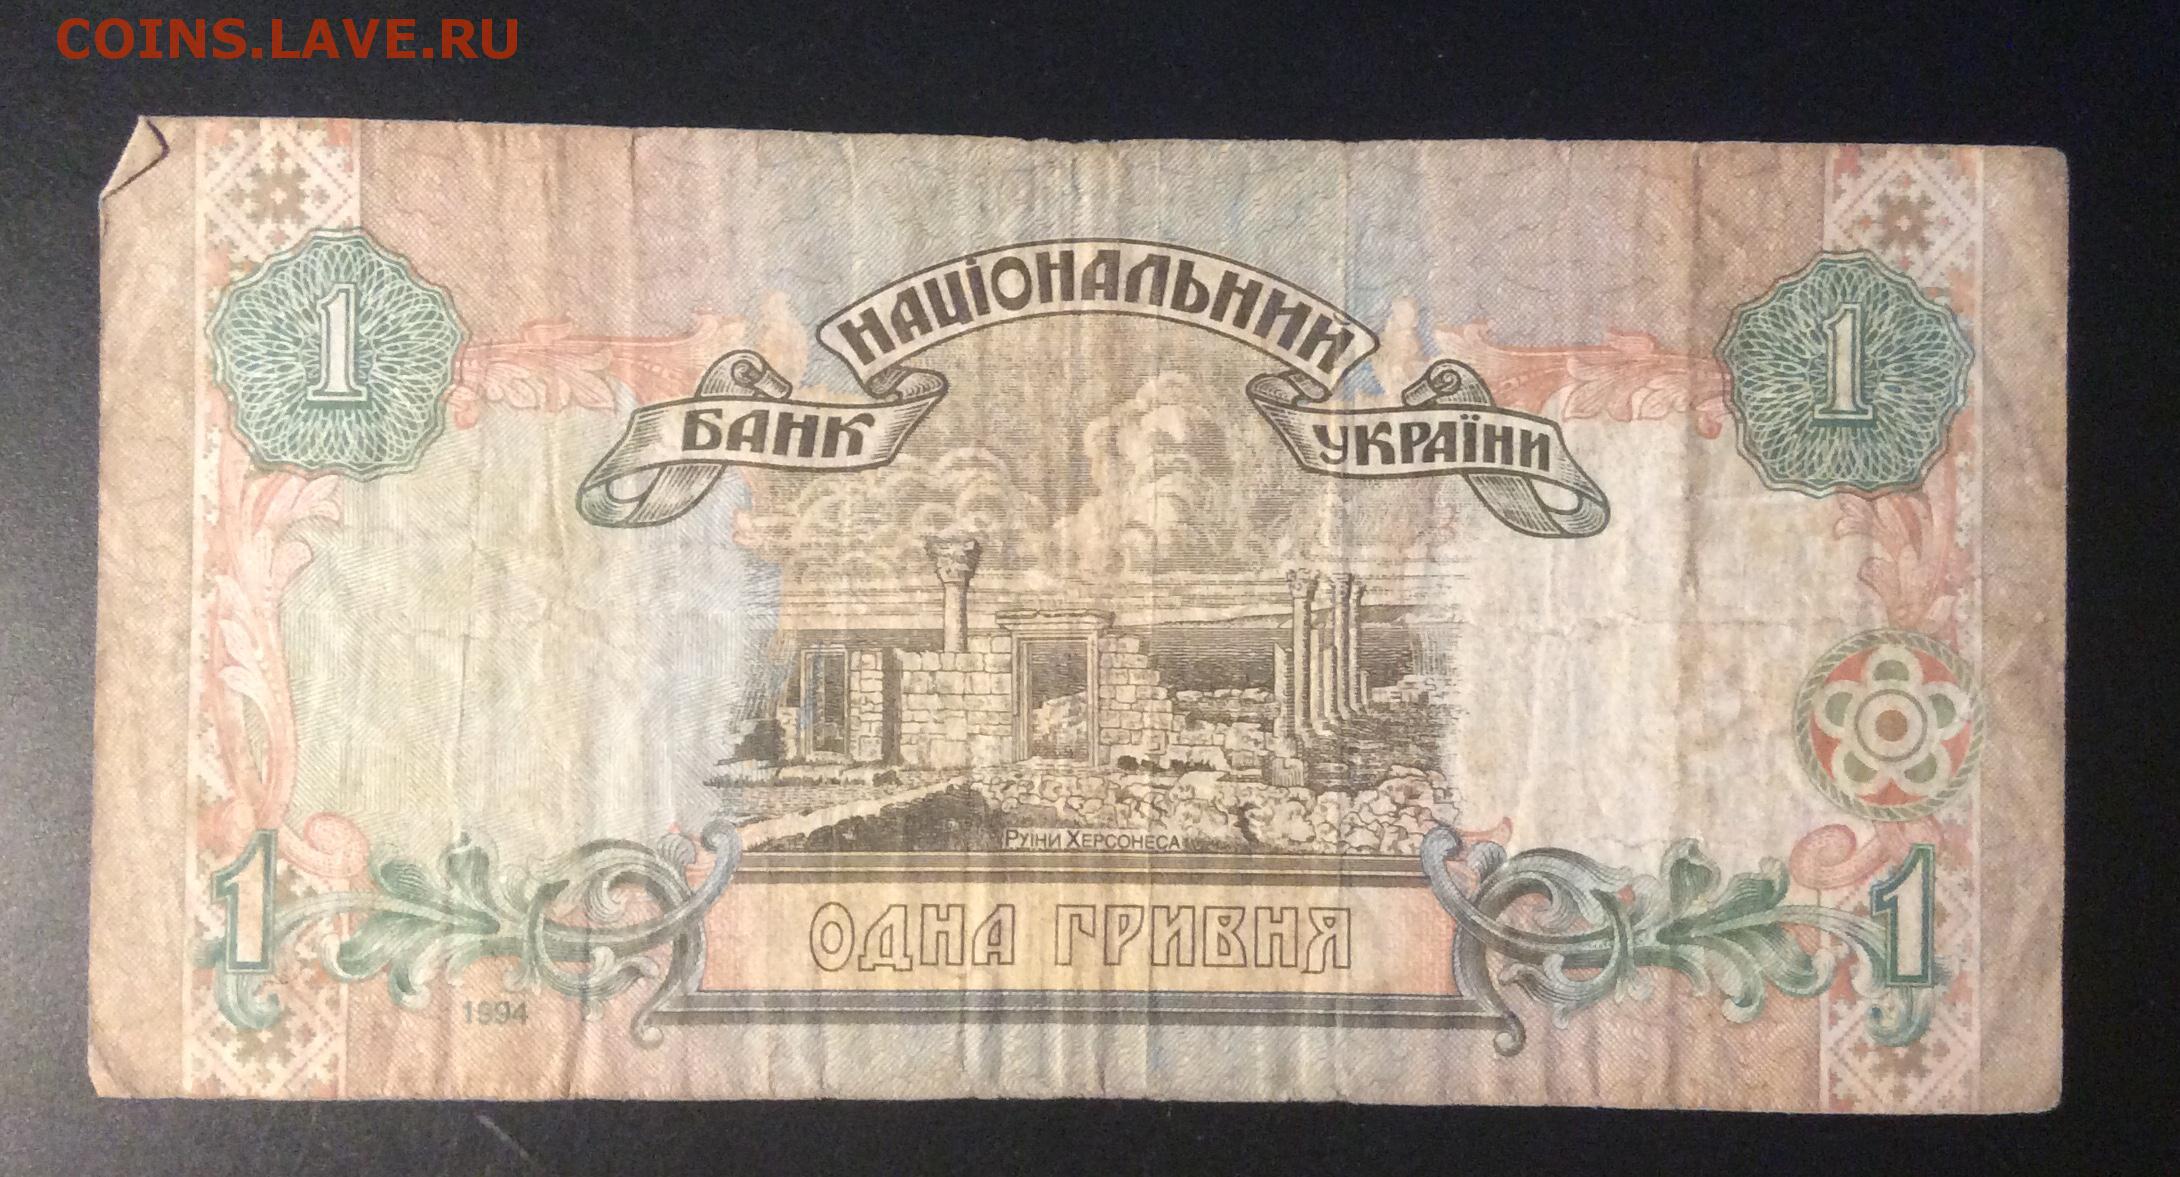 COINS.LAVE.RU
1
НАЦІОНАЛЬНИЙ
1
БАНК
УКРАЇНИ
РУЇНИ ХЕРСОНЕСА
1
ОДНА ГРИВНЯ
1
1994